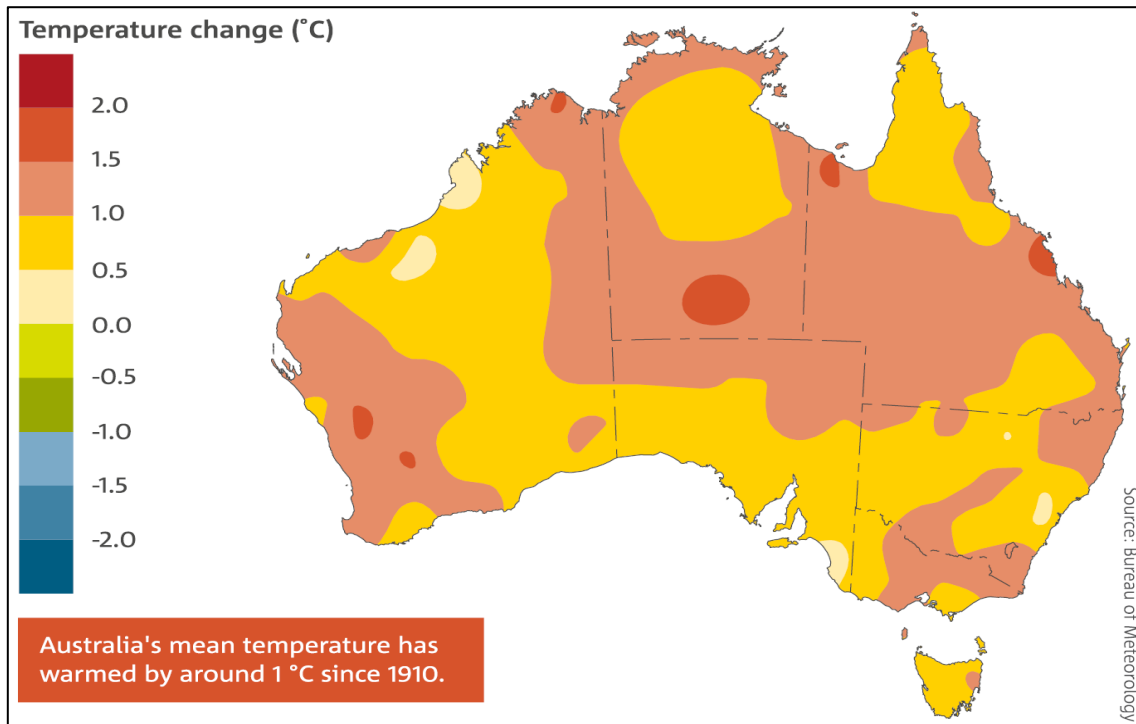 Temperature change (°C)
2.0
1.5
1.0
0.5
0.0
-0.5
-1.0
-1.5
-2.0
Australia's mean temperature has
warmed by around 1 °C since 1910.
Source: Bureau of Meteorology